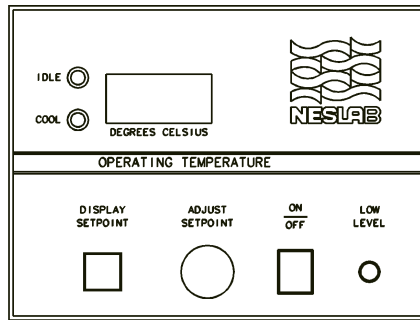 IDLE
COOL
DEGREES CELSIUS
NESLAB
OPERATING TEMPERATURE
DISPLAY
SETPOINT
ADJUST
SETPOINT
ON
OFF
LOW
LEVEL